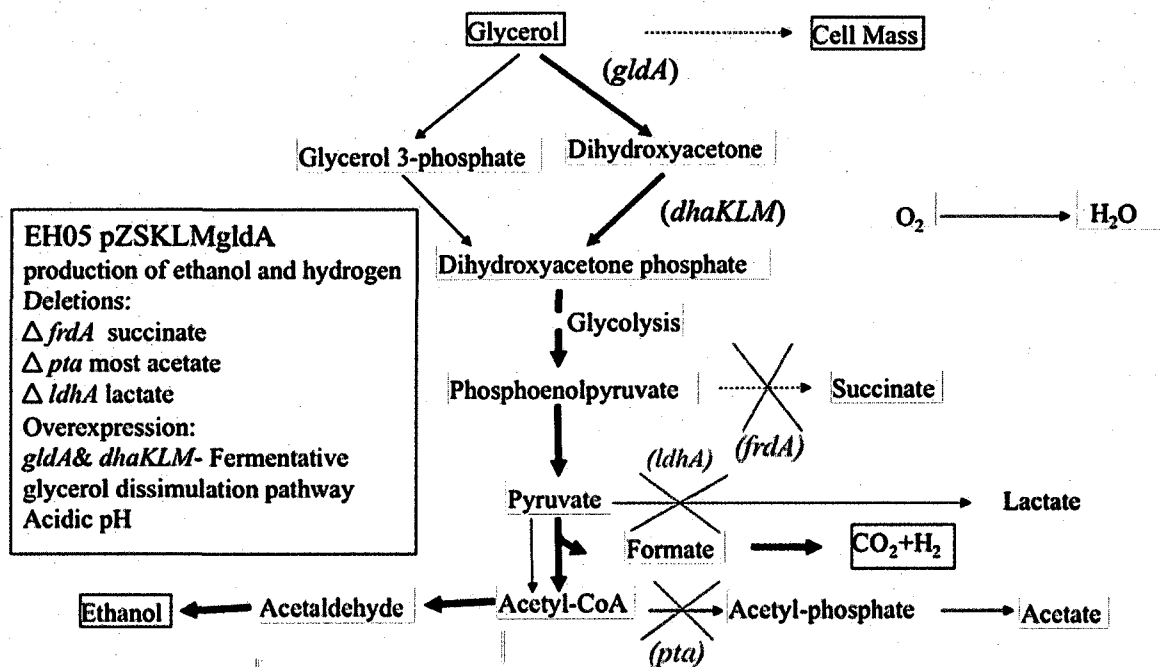 Glycerol
Cell Mass
(gldA)
Glycerol 3-phosphate
Dihydroxyacetone
(dhaKLM)
O2
H2O
Dihydroxyacetone phosphate
EH05 pZSKLMgldA
production of ethanol and hydrogen
Deletions:
△ frdA succinate
△ pta most acetate
△ ldhA lactate
Overexpression:
gldA& dhaKLM- Fermentative
glycerol dissimulation pathway
Acidic pH
Glycolysis
Phosphoenolpyruvate
Succinate
(frdA)
(ldhA)
Pyruvate
Lactate
Formate
CO2+H2
Ethanol
Acetaldehyde
Acetyl-CoA
Acetyl-phosphate
Acetate
(pta)